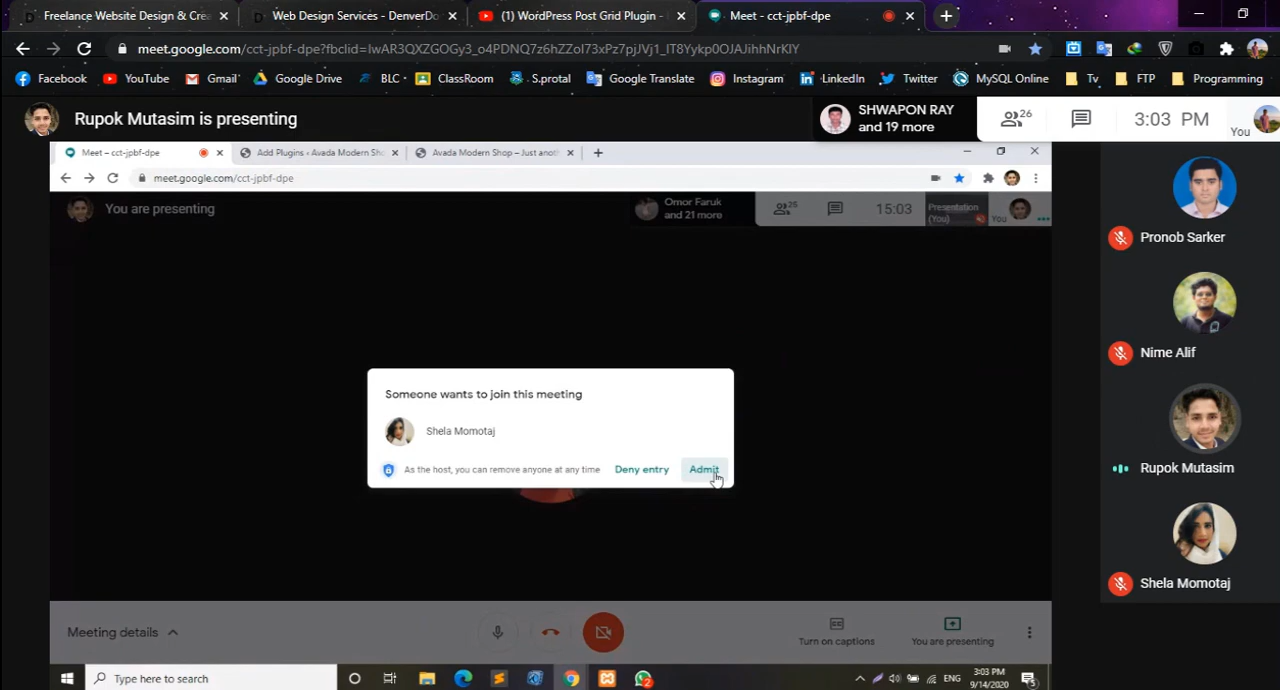 Freelance Website Design & Crea
Web Design Services - DenverDo
(1) WordPress Post Grid Plugin -
Meet - cct-jpbf-dpe
meet.google.com/cct-jpbf-dpe?fbclid=
Facebook
YouTube
Gmail
Google Drive
BLC
ClassRoom
S.protal
Google Translate
Instagram
LinkedIn
Twitter
MySQL Online
Tv
FTP
Programming
Rupok Mutasim is presenting
SHWAPON RAY
and 19 more
26
3:03 PM
You
Meet – cct-jpbf-dpe
Add Plugins ‹ Avada Modern Sho
Avada Modern Shop – Just anoth
meet.google.com/cct-jpbf-dpe
You are presenting
Omor Faruk
and 21 more
25
15:03
Presentation
(You)
You
Someone wants to join this meeting
Shela Momotaj
As the host, you can remove anyone at any time
Deny entry
Admit
Meeting details
Turn on captions
You are presenting
Type here to search
2
ENG
3:03 PM
9/14/2020
Pronob Sarker
Nime Alif
Rupok Mutasim
Shela Momotaj